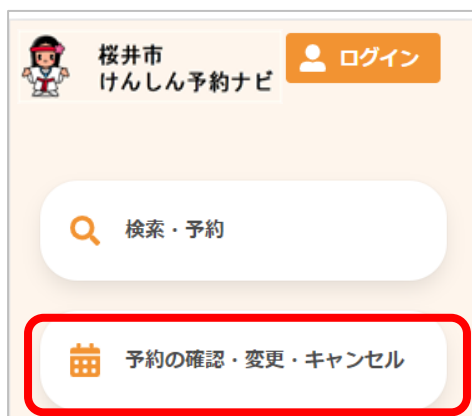 桜井市
けんしん予約ナビ
ログイン
検索・予約
予約の確認・変更・キャンセル